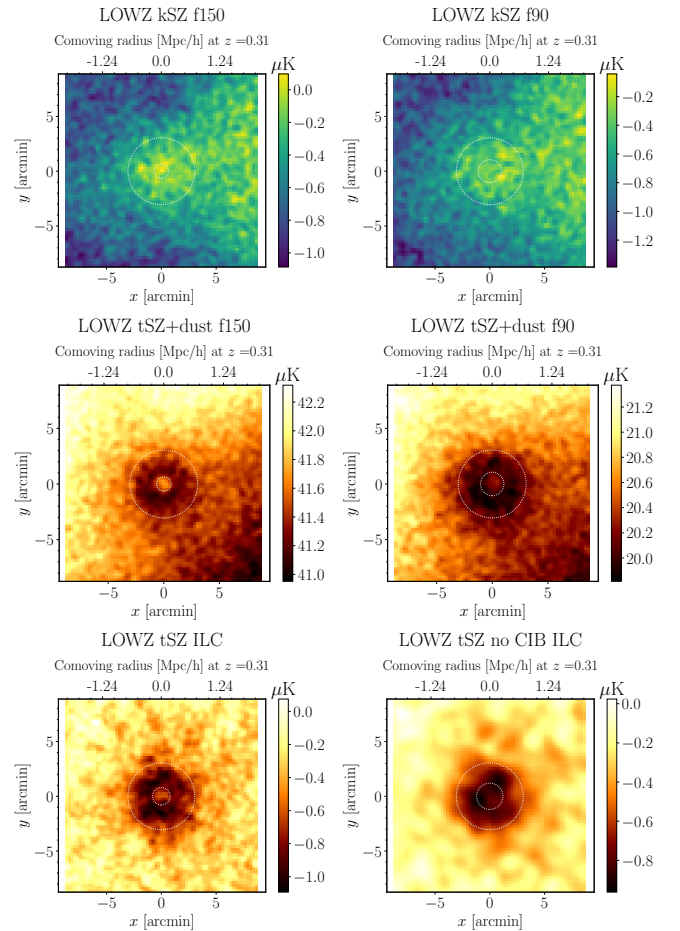 LOWZ kSZ f150
Comoving radius [Mpc/h] at z =0.31
-1.24 0.0 1.24
μK
0.0
−0.2
−0.4
−0.6
−0.8
−1.0
5
0
−5
y [arcmin]
−5 0 5
x [arcmin]
LOWZ kSZ f90
Comoving radius [Mpc/h] at z =0.31
-1.24 0.0 1.24
μK
−0.2
−0.4
−0.6
−0.8
−1.0
−1.2
5
0
−5
y [arcmin]
−5 0 5
x [arcmin]
LOWZ tSZ+dust f150
Comoving radius [Mpc/h] at z =0.31
-1.24 0.0 1.24
μK
42.2
42.0
41.8
41.6
41.4
41.2
41.0
5
0
−5
y [arcmin]
−5 0 5
x [arcmin]
LOWZ tSZ+dust f90
Comoving radius [Mpc/h] at z =0.31
-1.24 0.0 1.24
μK
21.2
21.0
20.8
20.6
20.4
20.2
20.0
5
0
−5
y [arcmin]
−5 0 5
x [arcmin]
LOWZ tSZ ILC
Comoving radius [Mpc/h] at z =0.31
-1.24 0.0 1.24
μK
0.0
−0.2
−0.4
−0.6
−0.8
−1.0
5
0
−5
y [arcmin]
−5 0 5
x [arcmin]
LOWZ tSZ no CIB ILC
Comoving radius [Mpc/h] at z =0.31
-1.24 0.0 1.24
μK
0.0
−0.2
−0.4
−0.6
−0.8
5
0
−5
y [arcmin]
−5 0 5
x [arcmin]